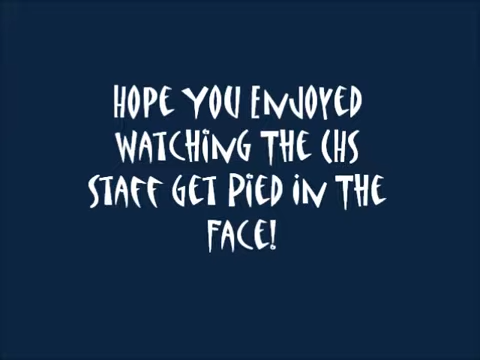 HOPE YOU ENJOYED
WATCHING THE CHS
STAFF GET PIED IN THE
FACE!